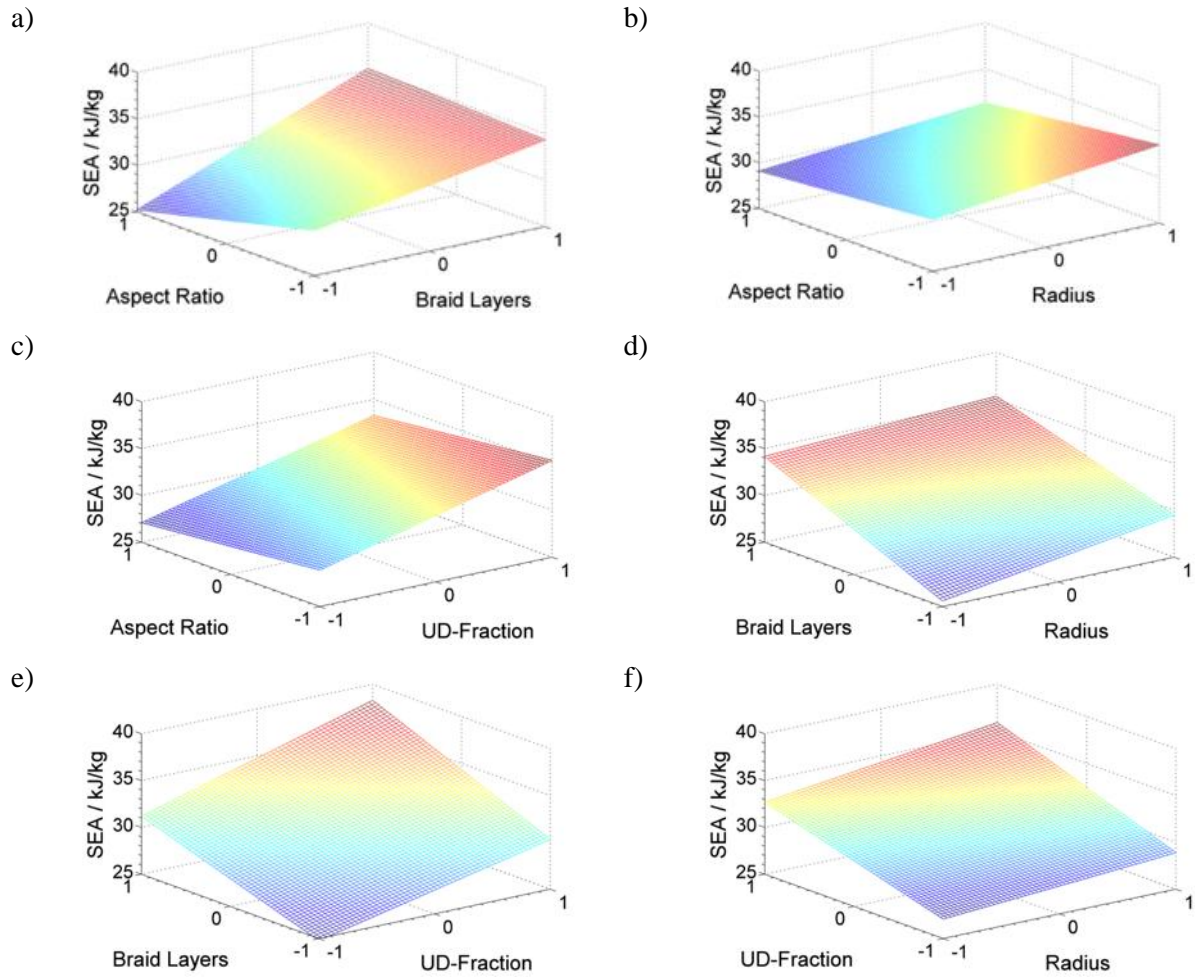 a)
40
35
30
25
SEA / kJ/kg
1
0
-1
Aspect Ratio
-1
0
1
Braid Layers
b)
40
35
30
25
SEA / kJ/kg
1
0
-1
Aspect Ratio
-1
0
1
Radius
c)
40
35
30
25
SEA / kJ/kg
1
0
-1
Aspect Ratio
-1
0
1
UD-Fraction
d)
40
35
30
25
SEA / kJ/kg
1
0
-1
Braid Layers
-1
0
1
Radius
e)
40
35
30
25
SEA / kJ/kg
1
0
-1
Braid Layers
-1
0
1
UD-Fraction
f)
40
35
30
25
SEA / kJ/kg
1
0
-1
UD-Fraction
-1
0
1
Radius